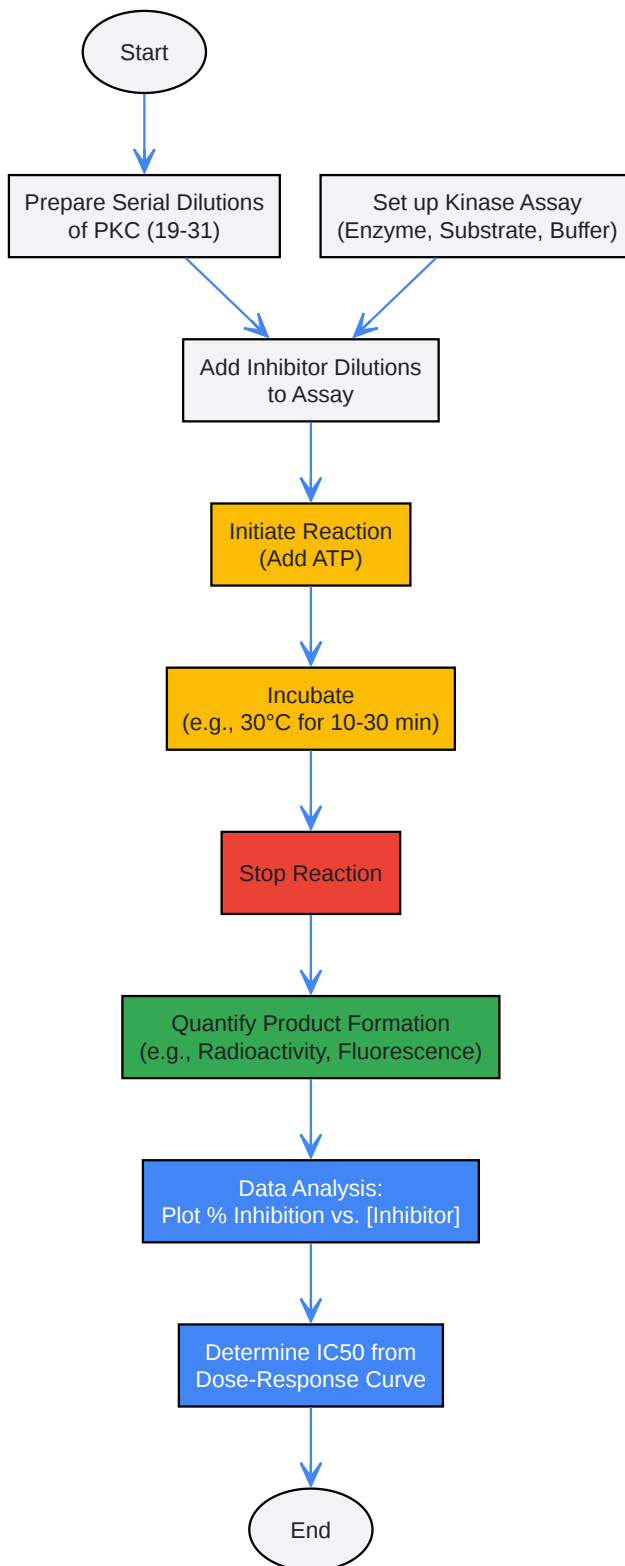 Start
Prepare Serial Dilutions
of PKC (19-31)
Set up Kinase Assay
(Enzyme, Substrate, Buffer)
Add Inhibitor Dilutions
to Assay
Initiate Reaction
(Add ATP)
Incubate
(e.g., 30°C for 10-30 min)
Stop Reaction
Quantify Product Formation
(e.g., Radioactivity, Fluorescence)
Data Analysis:
Plot % Inhibition vs. [Inhibitor]
Determine IC50 from
Dose-Response Curve
End